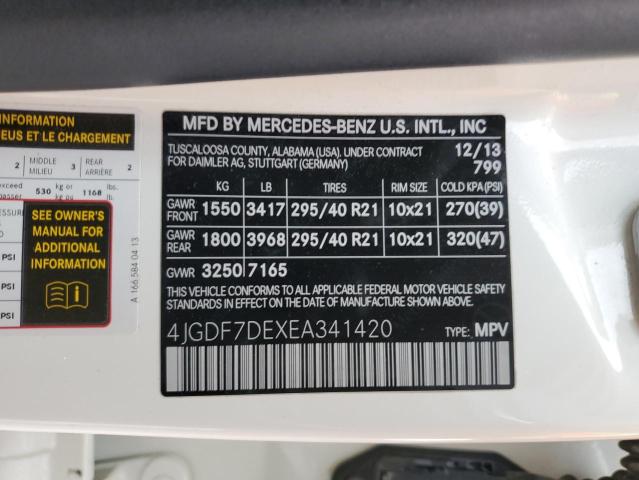 INFORMATION
EUS ET LE CHARGEMENT
2 MIDDLE MILIEU 3 REAR ARRIÈRE 2
exceed 530 kg or 1168 lbs.
kg ou lb.
PSI
PSI
PSI
SEE OWNER'S
MANUAL FOR
ADDITIONAL
INFORMATION
A 166 584 04 13
MFD BY MERCEDES-BENZ U.S. INTL., INC
TUSCALOOSA COUNTY, ALABAMA (USA). UNDER CONTRACT 12/13
FOR DAIMLER AG, STUTTGART (GERMANY) 799
KG LB TIRES RIM SIZE COLD KPA(PSI)
GAWR FRONT 1550 3417 295/40 R21 10x21 270(39)
GAWR REAR 1800 3968 295/40 R21 10x21 320(47)
GVWR 3250 7165
THIS VEHICLE CONFORMS TO ALL APPLICABLE FEDERAL MOTOR VEHICLE SAFETY
STANDARDS IN EFFECT ON THE DATE OF MANUFACTURE SHOWN ABOVE.
4JGDF7DEXEA341420 TYPE: MPV